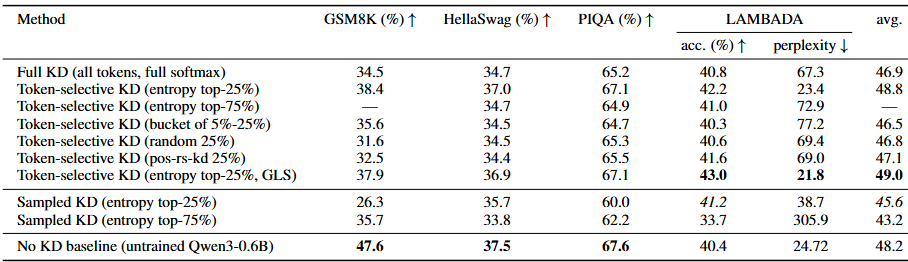 Method GSM8K (%) ↑ HellaSwag (%) ↑ PIQA (%) ↑ LAMBADA avg.
acc. (%) ↑ perplexity ↓
Full KD (all tokens, full softmax) 34.5 34.7 65.2 40.8 67.3 46.9
Token-selective KD (entropy top-25%) 38.4 37.0 67.1 42.2 23.4 48.8
Token-selective KD (entropy top-75%) — 34.7 64.9 41.0 72.9 —
Token-selective KD (bucket of 5%-25%) 35.6 34.5 64.7 40.3 77.2 46.5
Token-selective KD (random 25%) 31.6 34.5 65.3 40.6 69.4 46.8
Token-selective KD (pos-rs-kd 25%) 32.5 34.4 65.5 41.6 69.0 47.1
Token-selective KD (entropy top-25%, GLS) 37.9 36.9 67.1 43.0 21.8 49.0
Sampled KD (entropy top-25%) 26.3 35.7 60.0 41.2 38.7 45.6
Sampled KD (entropy top-75%) 35.7 33.8 62.2 33.7 305.9 43.2
No KD baseline (untrained Qwen3-0.6B) 47.6 37.5 67.6 40.4 24.72 48.2